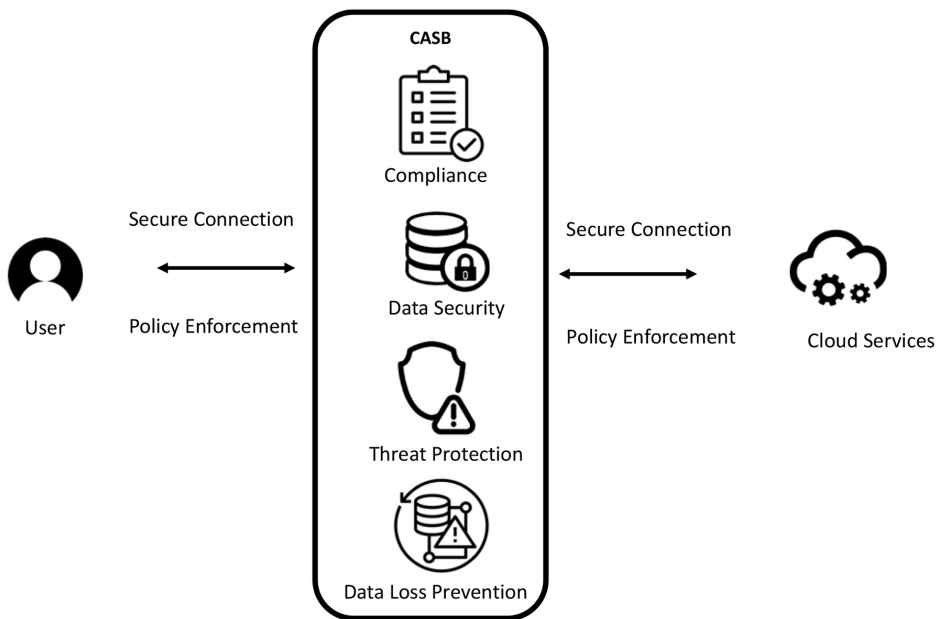 CASB
Compliance
Secure Connection
Policy Enforcement
User
Data Security
Secure Connection
Policy Enforcement
Cloud Services
Threat Protection
Data Loss Prevention